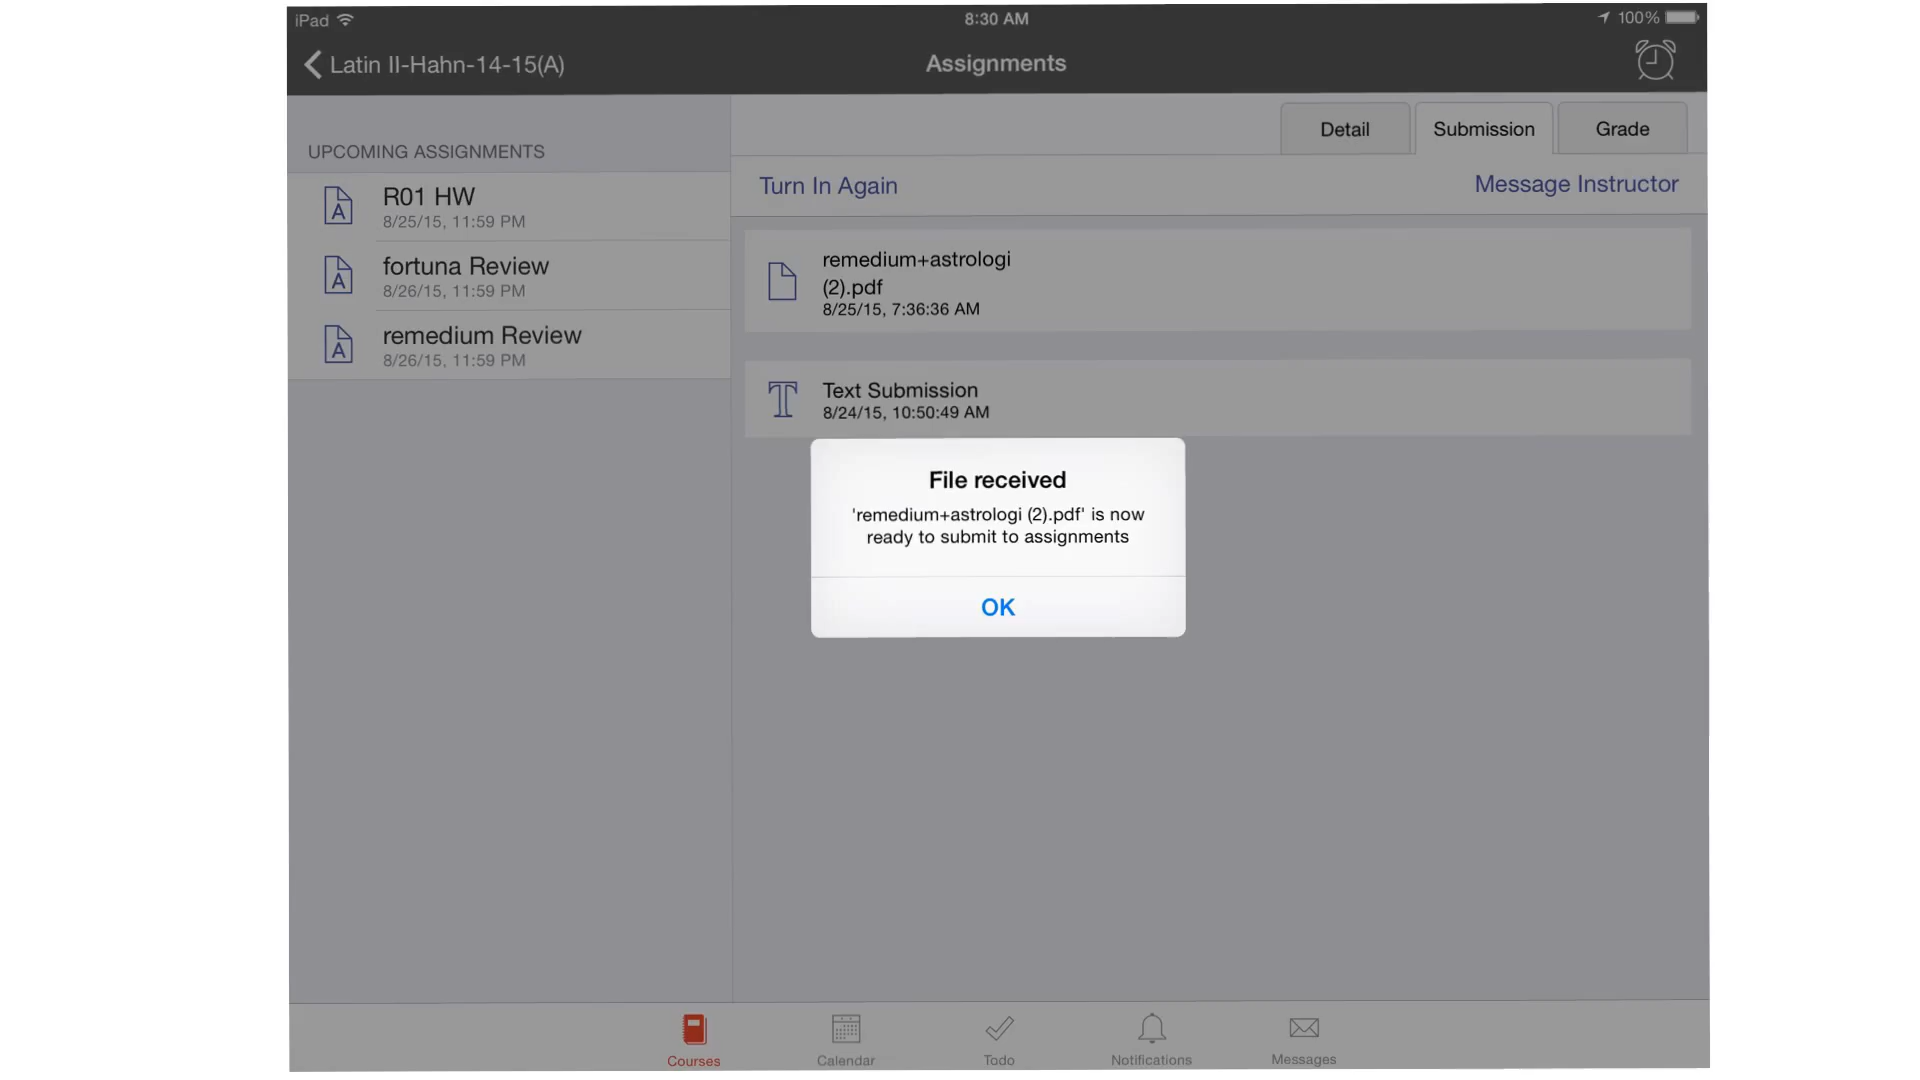 iPad
8:30 AM
100%
Latin II-Hahn-14-15(A)
Assignments
UPCOMING ASSIGNMENTS
R01 HW
8/25/15, 11:59 PM
fortuna Review
8/26/15, 11:59 PM
remedium Review
8/26/15, 11:59 PM
Detail
Submission
Grade
Turn In Again
Message Instructor
remedium+astrologi
(2).pdf
8/25/15, 7:36:36 AM
Text Submission
8/24/15, 10:50:49 AM
File received
'remedium+astrologi (2).pdf' is now
ready to submit to assignments
OK
Courses
Calendar
Todo
Notifications
Messages